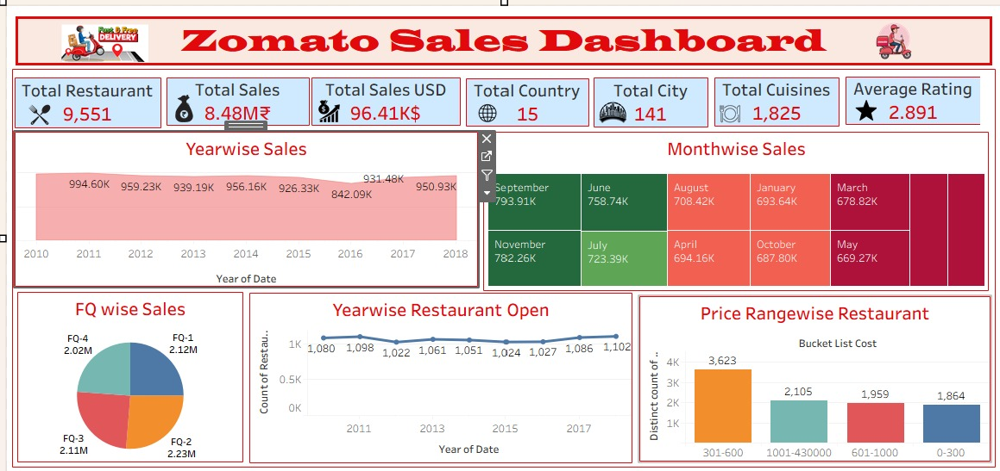 Fast & Free
DELIVERY
Zomato Sales Dashboard
Total Restaurant
9,551
Total Sales
8.48M₹
Total Sales USD
96.41K$
Total Country
15
Total City
141
Total Cuisines
1,825
Average Rating
2.891
Yearwise Sales
994.60K
959.23K
939.19K
956.16K
926.33K
842.09K
931.48K
950.93K
2010 2011 2012 2013 2014 2015 2016 2017 2018
Year of Date
Monthwise Sales
September
793.91K
June
758.74K
August
708.42K
January
693.64K
March
678.82K
November
782.26K
July
723.39K
April
694.16K
October
687.80K
May
669.27K
FQ wise Sales
FQ-4
2.02M
FQ-1
2.12M
FQ-3
2.11M
FQ-2
2.23M
Yearwise Restaurant Open
Count of Restau..
1K
0.5K
0K
1,080 1,098 1,022 1,061 1,051 1,024 1,027 1,086 1,102
2011 2013 2015 2017
Year of Date
Price Rangewise Restaurant
Bucket List Cost
Distinct count of ..
4K
3K
2K
1K
3,623
2,105
1,959
1,864
301-600 1001-430000 601-1000 0-300